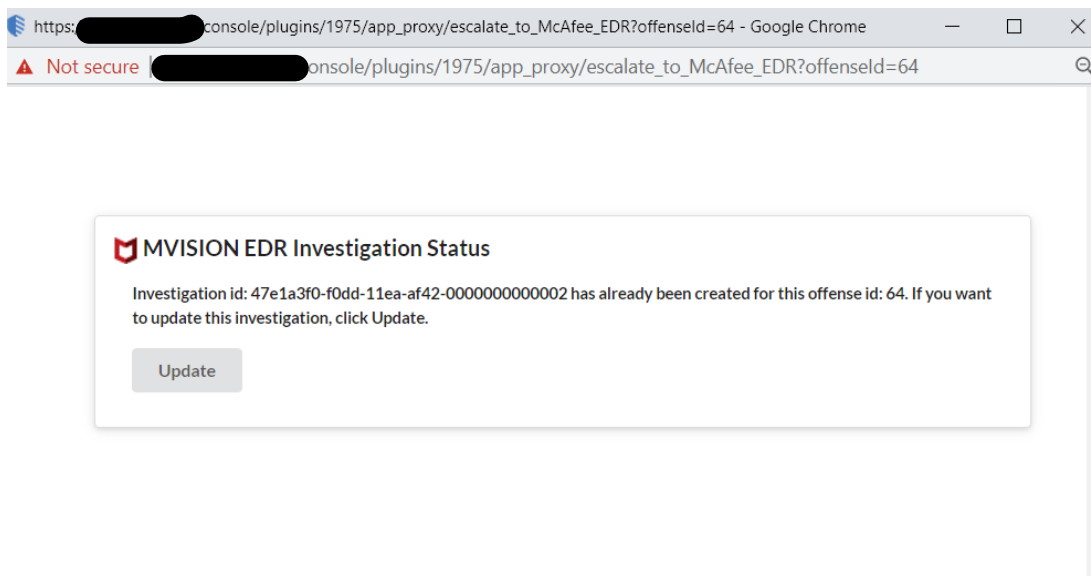 https:/console/plugins/1975/app_proxy/escalate_to_McAfee_EDR?offenseId=64 - Google Chrome
Not secure | onsole/plugins/1975/app_proxy/escalate_to_McAfee_EDR?offenseId=64
MVISION EDR Investigation Status
Investigation id: 47e1a3f0-f0dd-11ea-af42-0000000000002 has already been created for this offense id: 64. If you want
to update this investigation, click Update.
Update